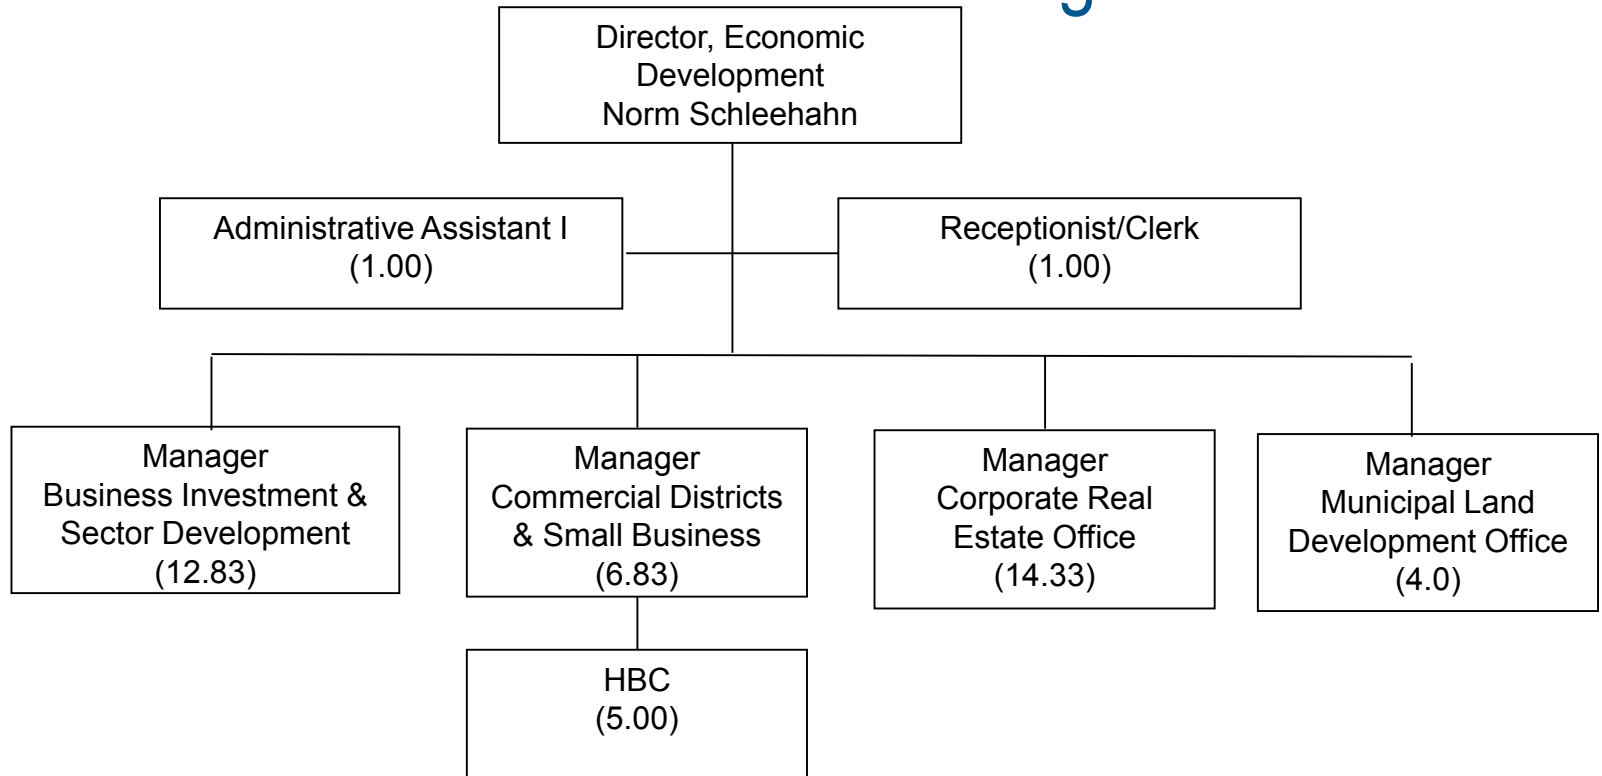 Director, Economic
Development
Norm Schleehahn
Administrative Assistant I
(1.00)
Receptionist/Clerk
(1.00)
Manager
Business Investment &
Sector Development
(12.83)
Manager
Commercial Districts
& Small Business
(6.83)
Manager
Corporate Real
Estate Office
(14.33)
Manager
Municipal Land
Development Office
(4.0)
HBC
(5.00)